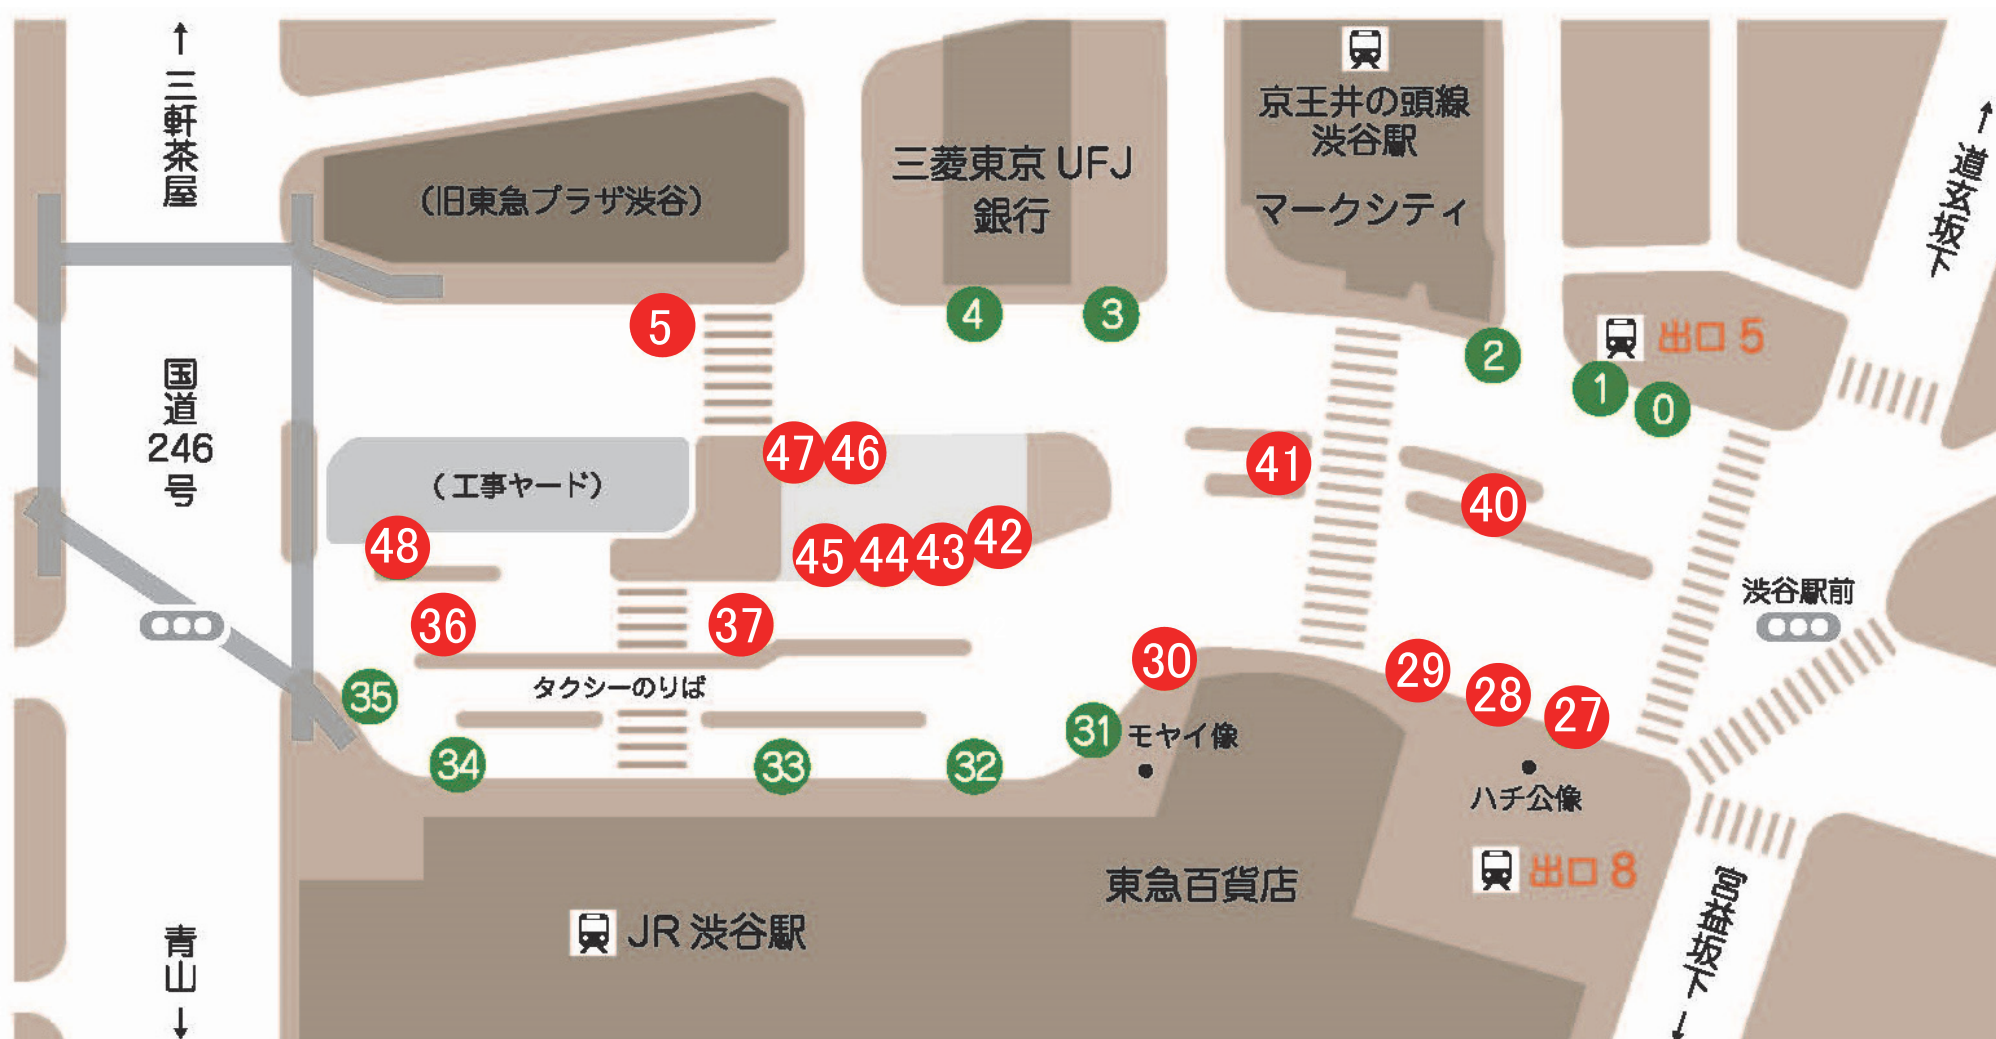 ↑三軒茶屋
京王井の頭線
渋谷駅
マークシティ
三菱東京UFJ
銀行
(旧東急プラザ渋谷)
↑道玄坂下
5
4
3
2
出口5
1
0
国道
246
号
(工事ヤード)
47
46
41
40
48
45
44
43
42
渋谷駅前
36
37
30
29
28
27
タクシーのりば
35
34
33
32
31
モヤイ像
ハチ公像
出口8
東急百貨店
JR渋谷駅
青山↓
宮益坂下↓